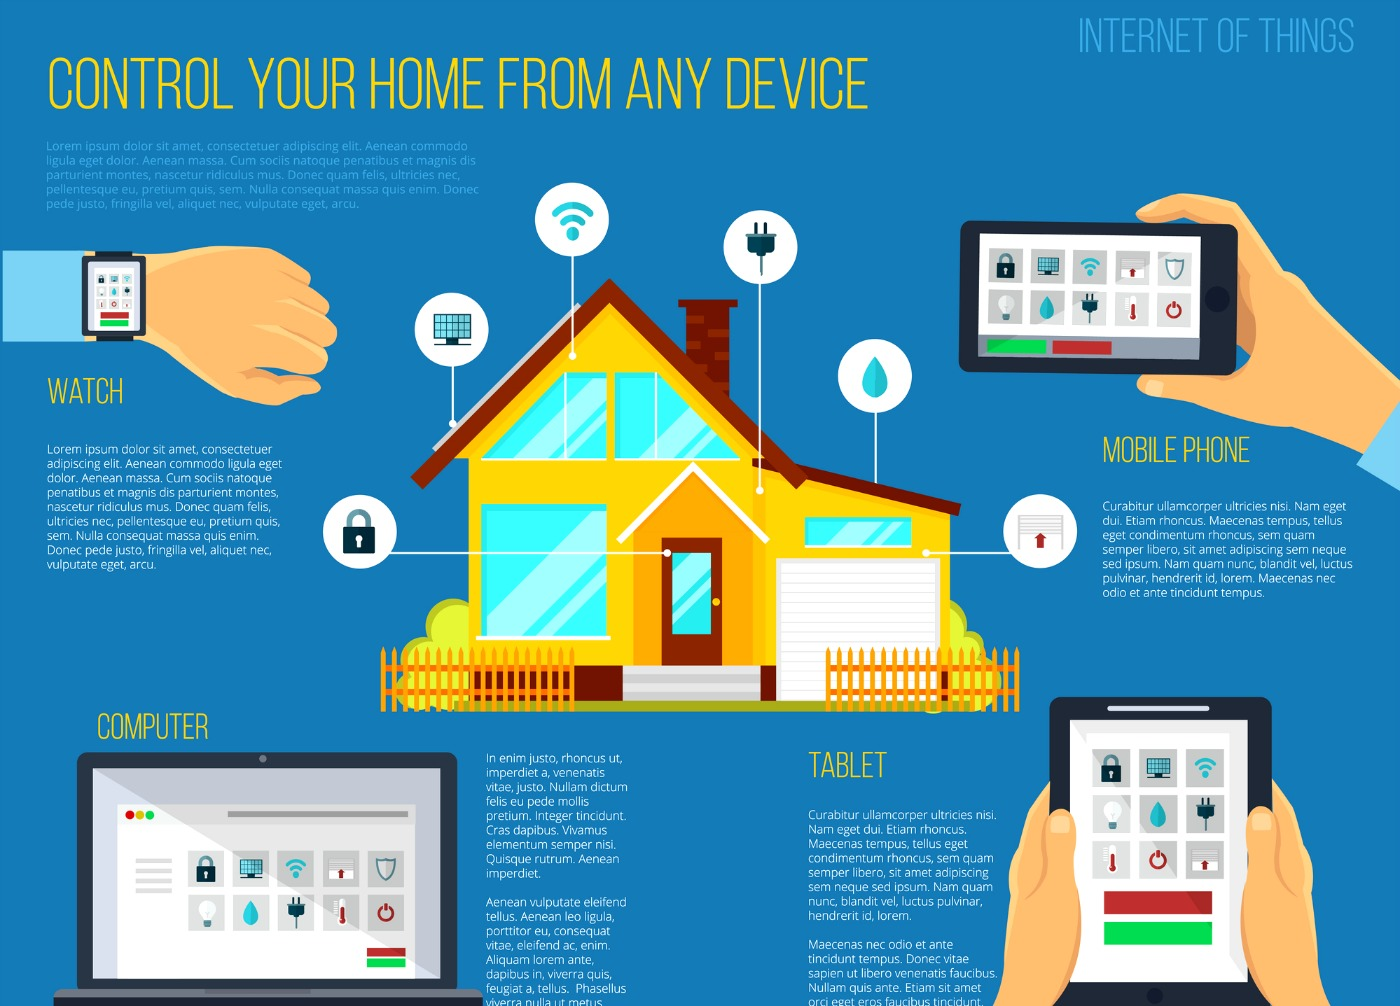 INTERNET OF THINGS
CONTROL YOUR HOME FROM ANY DEVICE
Lorem ipsum dolor sit amet, consectetuer adipiscing elit. Aenean commodo
ligula eget dolor. Aenean massa. Cum sociis natoque penatibus et magnis dis
parturient montes, nascetur ridiculus mus. Donec quam felis, ultricies nec,
pellentesque eu, pretium quis, sem. Nulla consequat massa quis enim. Donec
pede justo, fringilla vel, aliquet nec, vulputate eget, arcu.
WATCH
Lorem ipsum dolor sit amet, consectetuer
adipiscing elit. Aenean commodo ligula eget
dolor. Aenean massa. Cum sociis natoque
penatibus et magnis dis parturient montes,
nascetur ridiculus mus. Donec quam felis,
ultricies nec, pellentesque eu, pretium quis,
sem. Nulla consequat massa quis enim.
Donec pede justo, fringilla vel, aliquet nec,
vulputate eget, arcu.
MOBILE PHONE
Curabitur ullamcorper ultricies nisi. Nam eget
dui. Etiam rhoncus. Maecenas tempus, tellus
eget condimentum rhoncus, sem quam
semper libero, sit amet adipiscing sem neque
sed ipsum. Nam quam nunc, blandit vel, luctus
pulvinar, hendrerit id, lorem. Maecenas nec
odio et ante tincidunt tempus.
COMPUTER
In enim justo, rhoncus ut,
imperdiet a, venenatis
vitae, justo. Nullam dictum
felis eu pede mollis
pretium. Integer tincidunt.
Cras dapibus. Vivamus
elementum semper nisi.
Quisque rutrum. Aenean
imperdiet.
Aenean vulputate eleifend
tellus. Aenean leo ligula,
porttitor eu, consequat
vitae, eleifend ac, enim.
Aliquam lorem ante,
dapibus in, viverra quis,
feugiat a, tellus. Phasellus
viverra nulla ut metus
TABLET
Curabitur ullamcorper ultricies nisi.
Nam eget dui. Etiam rhoncus.
Maecenas tempus, tellus eget
condimentum rhoncus, sem quam
semper libero, sit amet adipiscing
sem neque sed ipsum. Nam quam
nunc, blandit vel, luctus pulvinar,
hendrerit id, lorem.
Maecenas nec odio et ante
tincidunt tempus. Donec vitae
sapien ut libero venenatis faucibus.
Nullam quis ante. Etiam sit amet
orci eget eros faucibus tincidunt.